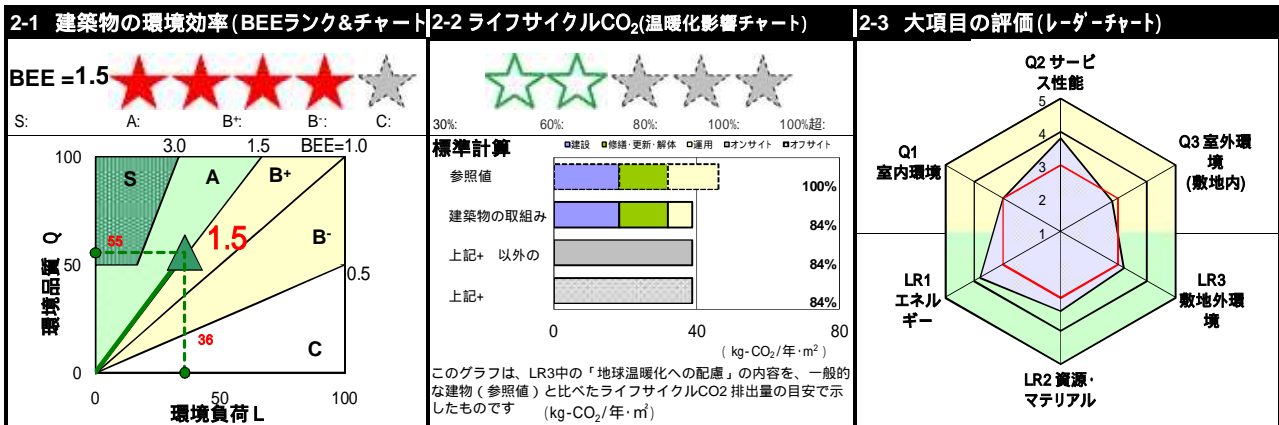 2-1 建築物の環境効率(BEEランク&チャート
BEE =1.5
S: A: B+: B-: C:
3.0 1.5 BEE=1.0
100
S A B+
B-
1.5
55
50
0.5
36
C
0
0 50 100
環境品質 Q
環境負荷 L
2-2 ライフサイクルCO2(温暖化影響チャート)
30%: 60%: 80%: 100%: 100%超:
標準計算
建設 修繕・更新・解体 運用 オンサイト オフサイト
参照値 100%
建築物の取組み 84%
上記+ 以外の 84%
上記+ 84%
0 40 80
( kg-CO2/年・m2 )
このグラフは、LR3中の「地球温暖化への配慮」の内容を、一般的
な建物(参照値)と比べたライフサイクルCO2 排出量の目安で示
したものです (kg-CO2/年・㎡)
2-3 大項目の評価(レーダーチャート)
Q2 サービ
ス性能
5
4
3
2
1
Q1
室内環境
Q3 室外環
境
(敷地内)
LR1
エネル
ギー
LR3
敷地外環
境
LR2 資源・
マテリアル